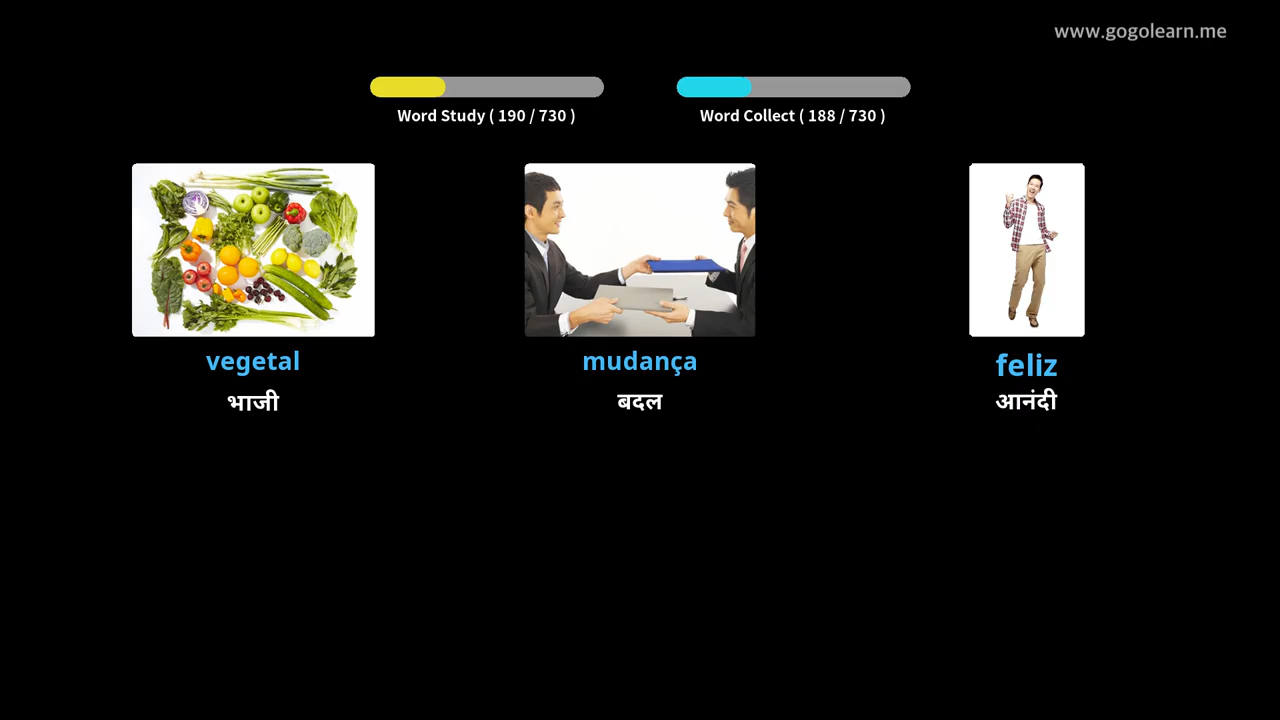 www.gogolearn.me
Word Study ( 190 / 730 )
Word Collect ( 188 / 730 )
vegetal
mudança
feliz
भाजी
बदल
आनंदी